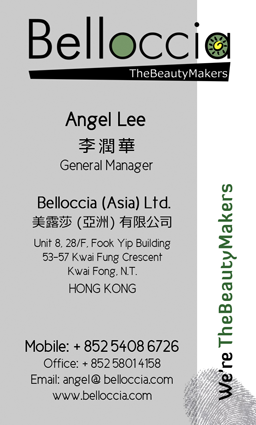 Belloccia
TheBeautyMakers
Angel Lee
李潤華
General Manager
Belloccia (Asia) Ltd.
美露莎 (亞洲) 有限公司
Unit 8, 28/F, Fook Yip Building
53-57 Kwai Fung Crescent
Kwai Fong, N.T.
HONG KONG
Mobile: + 852 5408 6726
Office: + 852 5801 4158
Email: angel@ belloccia.com
www.belloccia.com
We're TheBeautyMakers